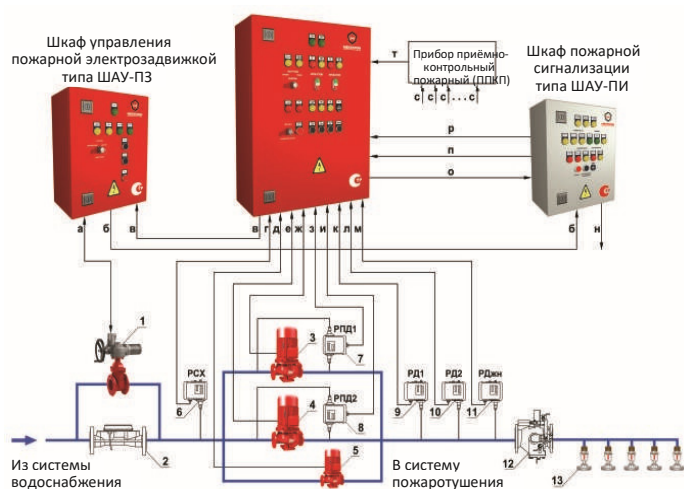 Шкаф управления
пожарной электрозадвижкой
типа ШАУ-ПЗ
Прибор приёмно-
контрольный
пожарный (ППКП)
Шкаф пожарной
сигнализации
типа ШАУ-ПИ
т
с с с ... с
р
п
о
а б в
в г д е ж з и к л м
б н
1
РСХ
6
2
3
РПД1
7
4
РПД2
8
5
РД1
9
РД2
10
РДжн
11
12
13
Из системы
водоснабжения
В систему
пожаротушения